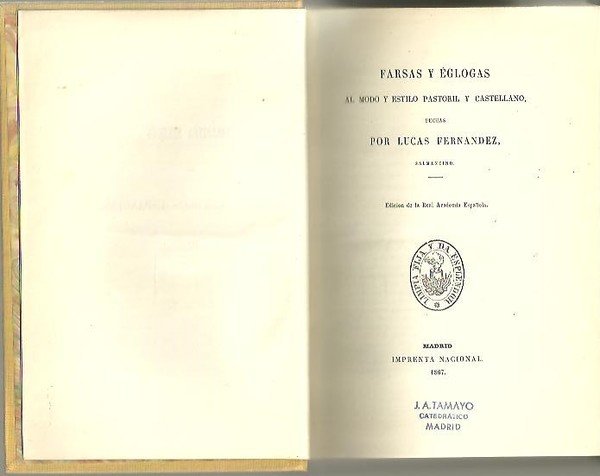 FARSAS Y ÉGLOGAS
AL MODO Y ESTILO PASTORIL Y CASTELLANO,
FECHAS
POR LUCAS FERNANDEZ,
SALMANTINO.
Edicion de la Real Academia Española.
LIMPIA FIJA Y DA ESPLENDOR
MADRID
IMPRENTA NACIONAL.
1867.
J. A. TAMAYO
CATEDRÁTICO
MADRID